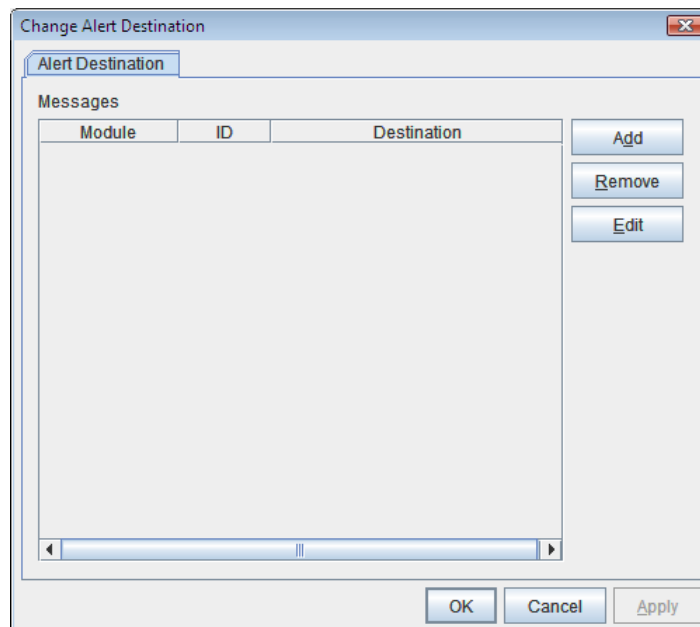 Change Alert Destination
Alert Destination
Messages
Module ID Destination
Add
Remove
Edit
OK Cancel Apply